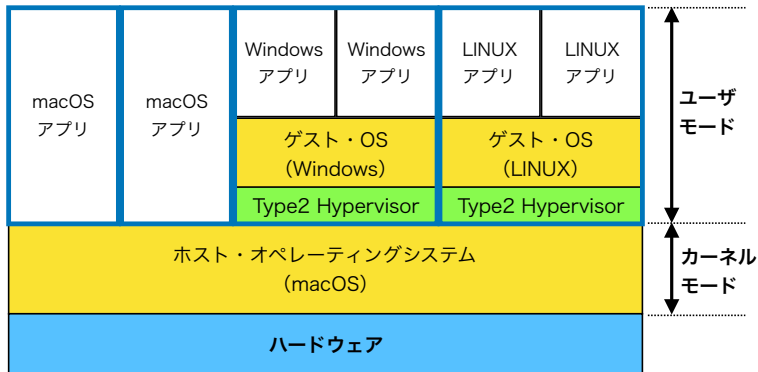 macOS
アプリ
macOS
アプリ
Windows
アプリ
Windows
アプリ
LINUX
アプリ
LINUX
アプリ
ゲスト・OS
（Windows）
ゲスト・OS
（LINUX）
Type2 Hypervisor
Type2 Hypervisor
ユーザ
モード
ホスト・オペレーティングシステム
（macOS）
カーネル
モード
ハードウェア